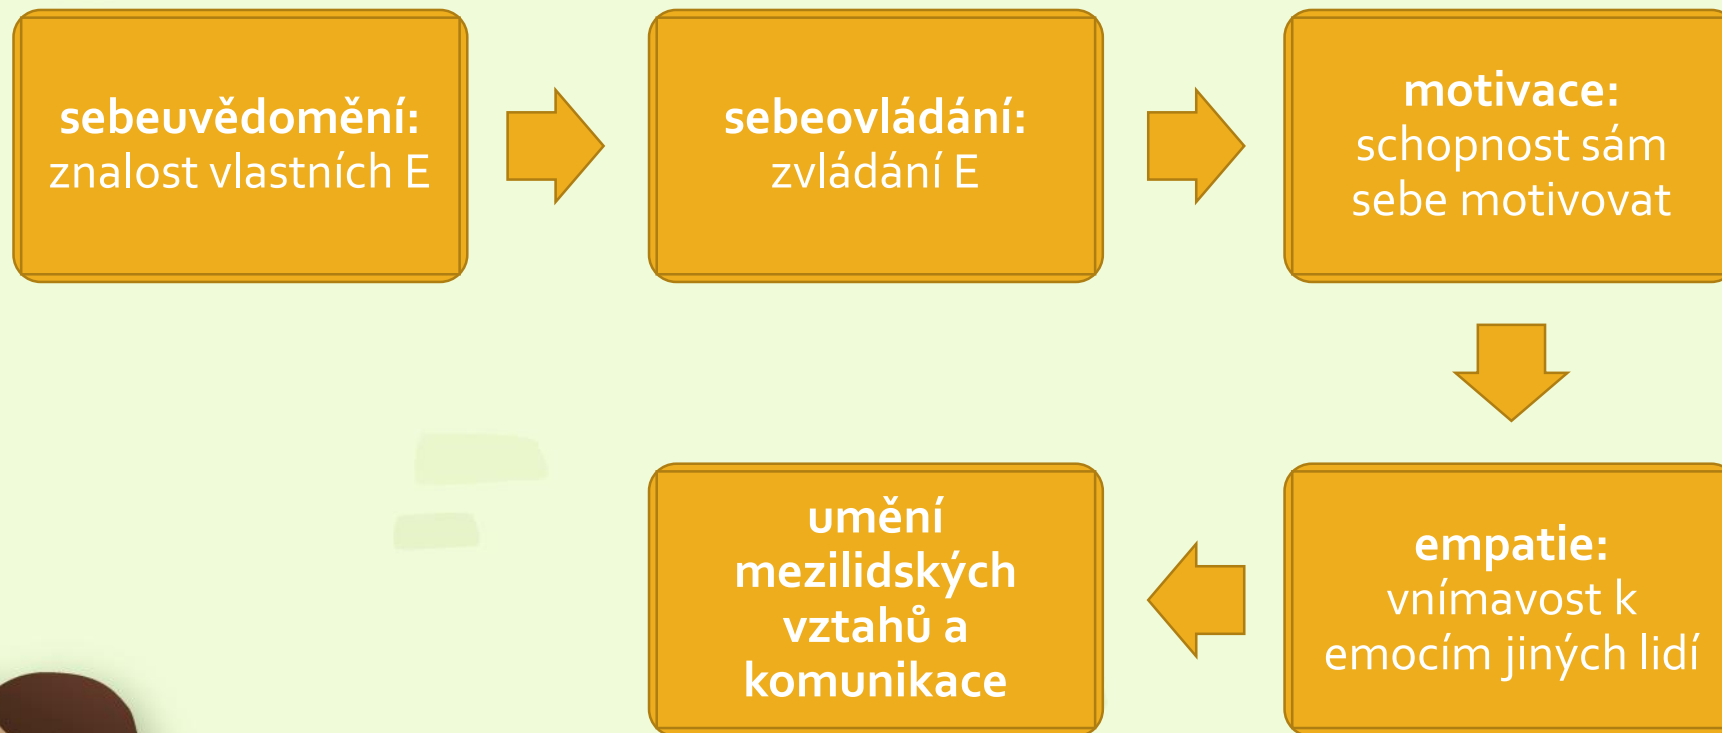 sebeuvědomění:
znalost vlastních E
sebeovládání:
zvládání E
motivace:
schopnost sám
sebe motivovat
empatie:
vnímavost k
emocím jiných lidí
umění
mezilidských
vztahů a
komunikace